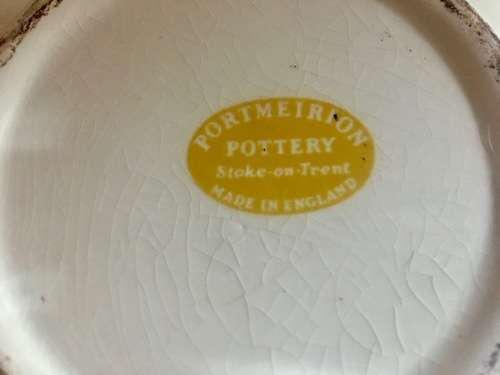 PORTMEIRION
POTTERY
Stoke-on-Trent
MADE IN ENGLAND